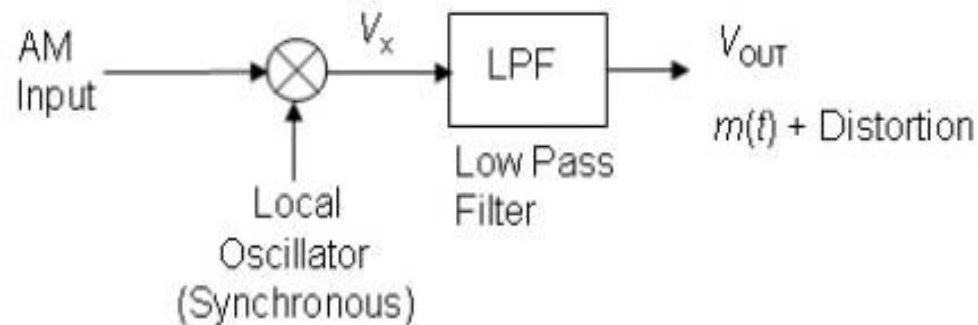 AM
Input
Vx
LPF
VOUT
m(t) + Distortion
Low Pass
Filter
Local
Oscillator
(Synchronous)